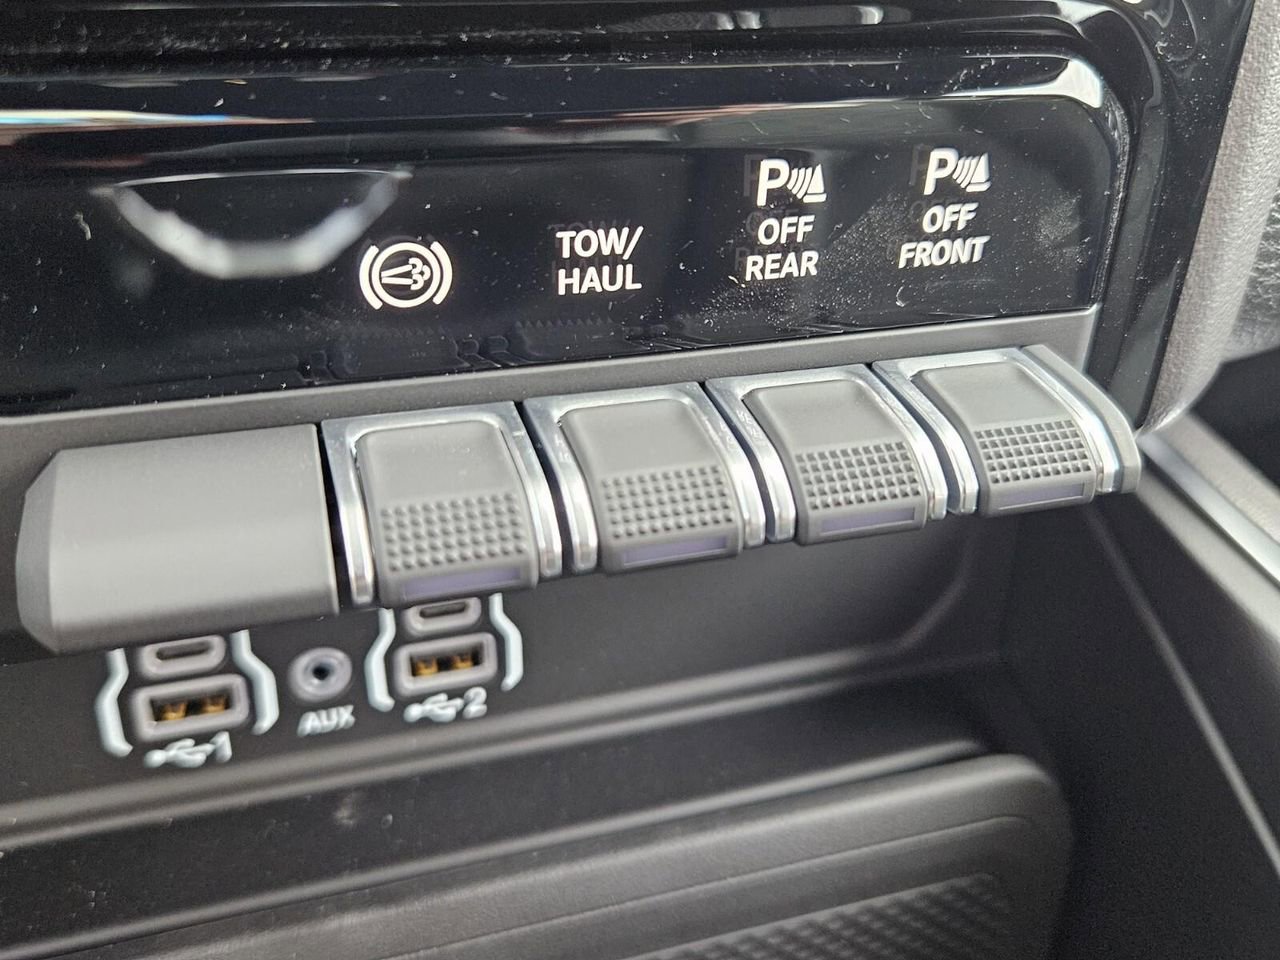 TOW/
HAUL
P
OFF
REAR
P
OFF
FRONT
1
AUX
2